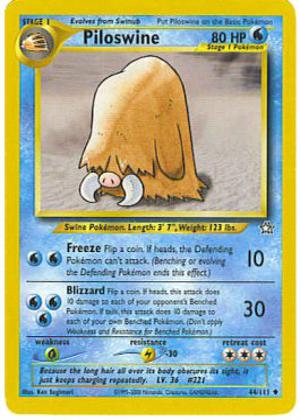 STAGE 1 Evolves from Swinub Put Piloswine on the Basic Pokémon
Piloswine 80 HP
Stage 1 Pokémon
Swine Pokémon. Length: 3' 7", Weight: 123 lbs.
Freeze Flip a coin. If heads, the Defending
Pokémon can't attack. (Benching or evolving
the Defending Pokémon ends this effect.)
10
Blizzard Flip a coin. If heads, this attack does
10 damage to each of your opponent's Benched
Pokémon. If tails, this attack does 10 damage to
each of your own Benched Pokémon. (Don't apply
Weakness and Resistance for Benched Pokémon.)
30
weakness resistance retreat cost
-30
Because the long hair all over its body obscures its sight, it
just keeps charging repeatedly. LV. 36 #221
Illus. Ken Sugimori
©1995-2000 Nintendo, Creatures, GAMEFREAK.
44/111